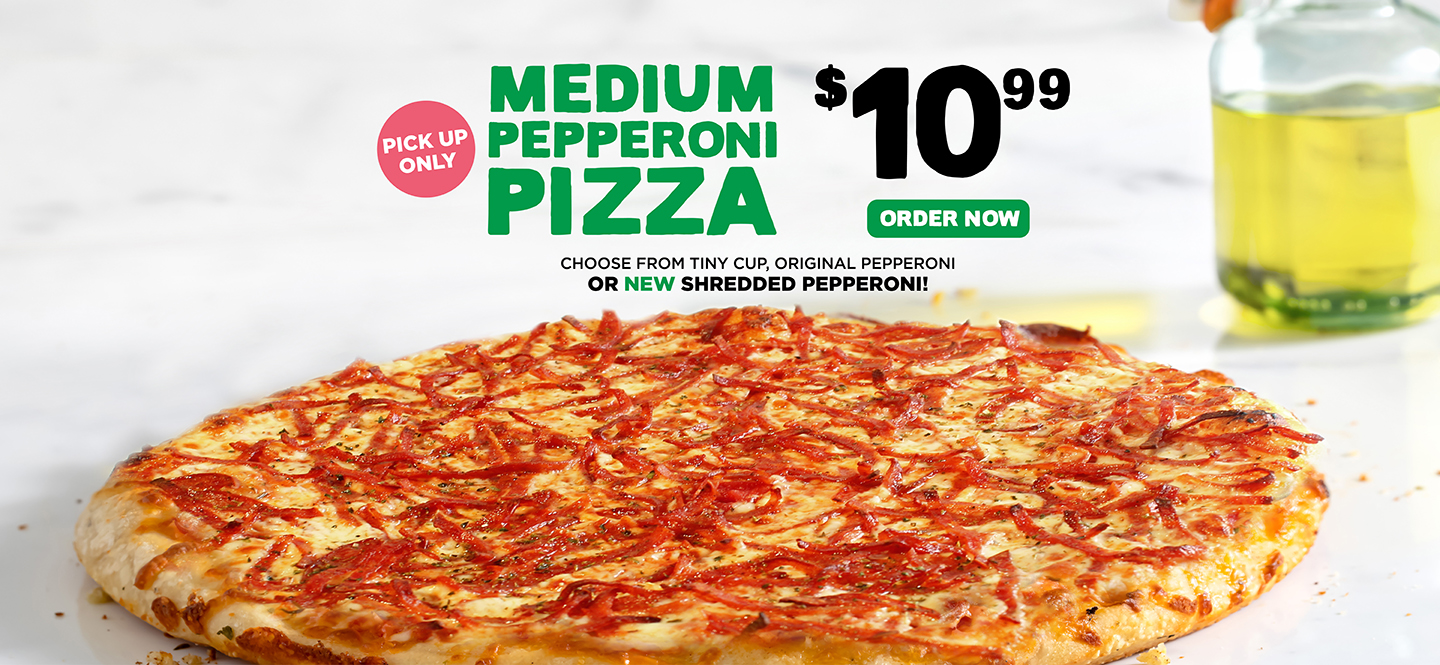 PICK UP
ONLY
MEDIUM
PEPPERONI
PIZZA
$10.99
ORDER NOW
CHOOSE FROM TINY CUP, ORIGINAL PEPPERONI
OR NEW SHREDDED PEPPERONI!